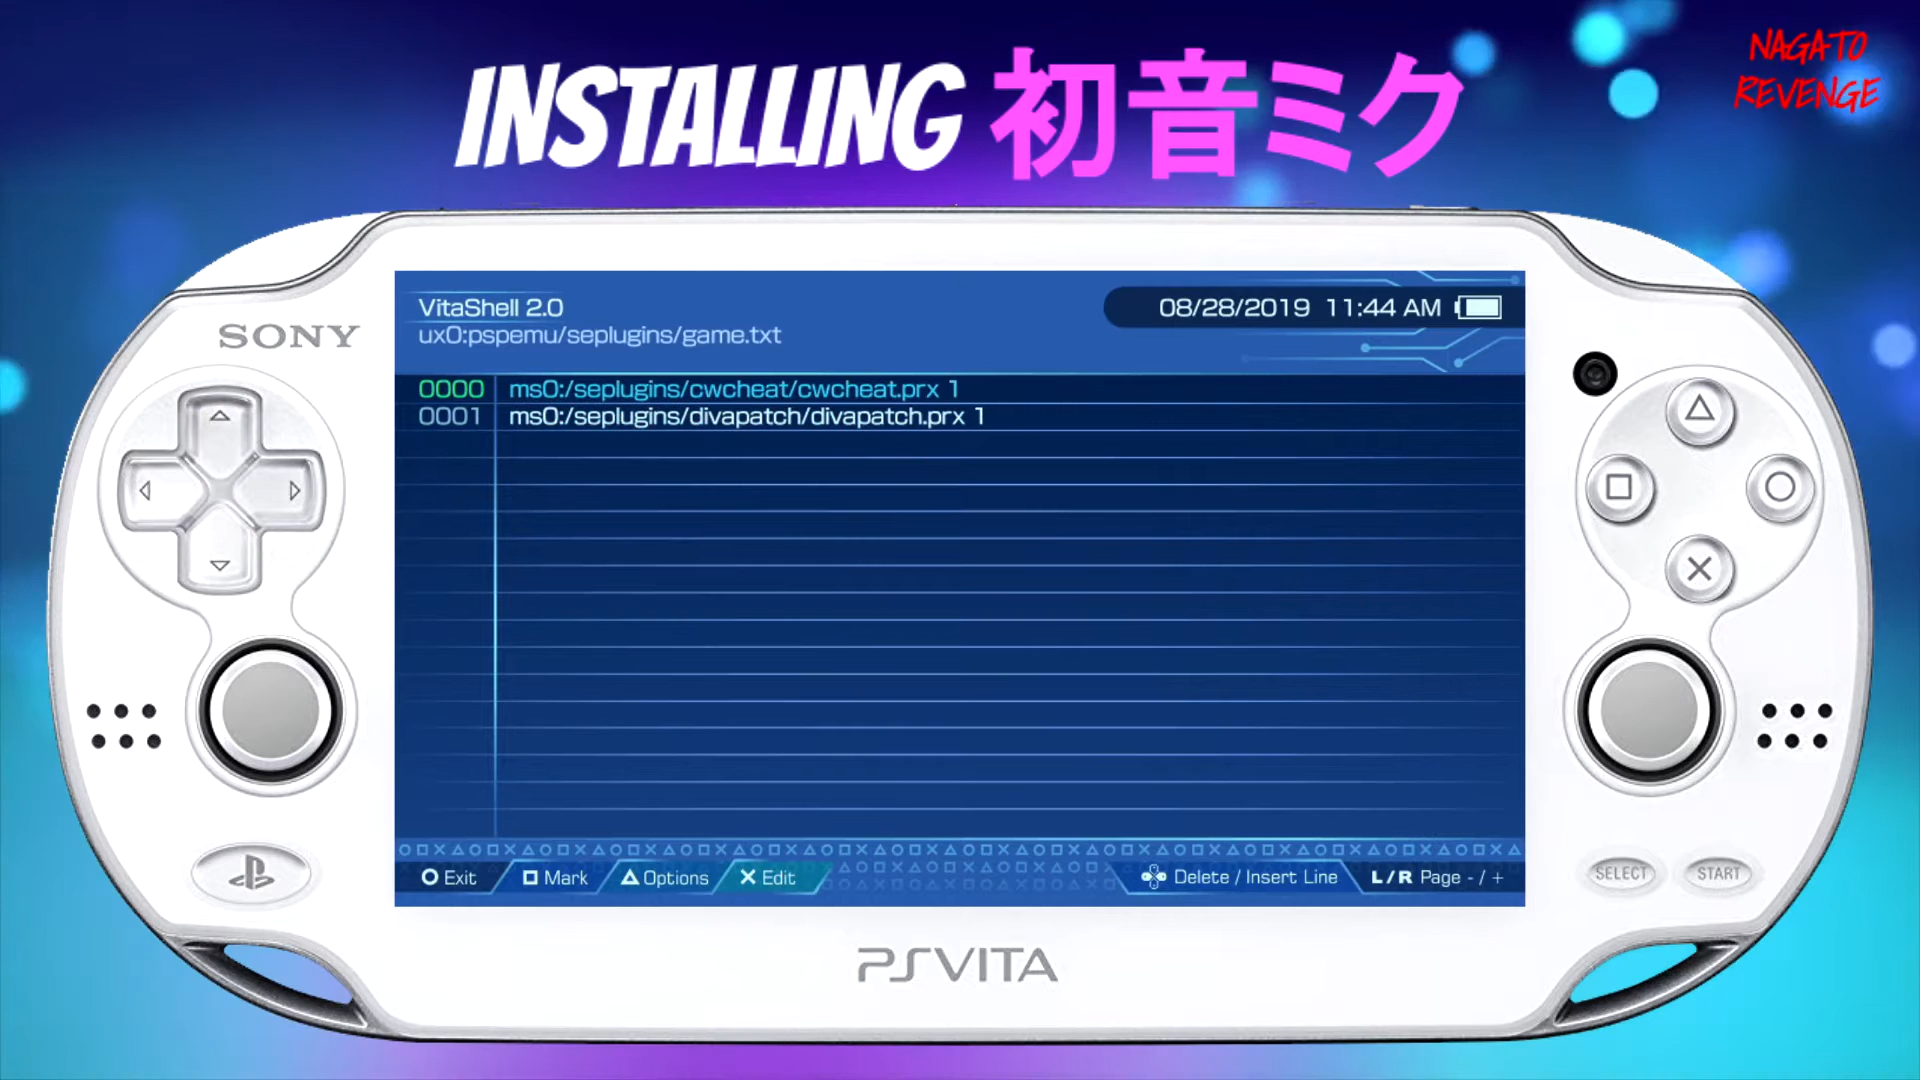 INSTALLING 初音ミク
NAGATO
REVENGE
SONY
VitaShell 2.0
08/28/2019 11:44 AM
ux0:pspemu/seplugins/game.txt
0000 ms0:/seplugins/cwcheat/cwcheat.prx 1
0001 ms0:/seplugins/divapatch/divapatch.prx 1
Exit Mark Options Edit Delete / Insert Line L/R Page - / +
SELECT START
PSVITA